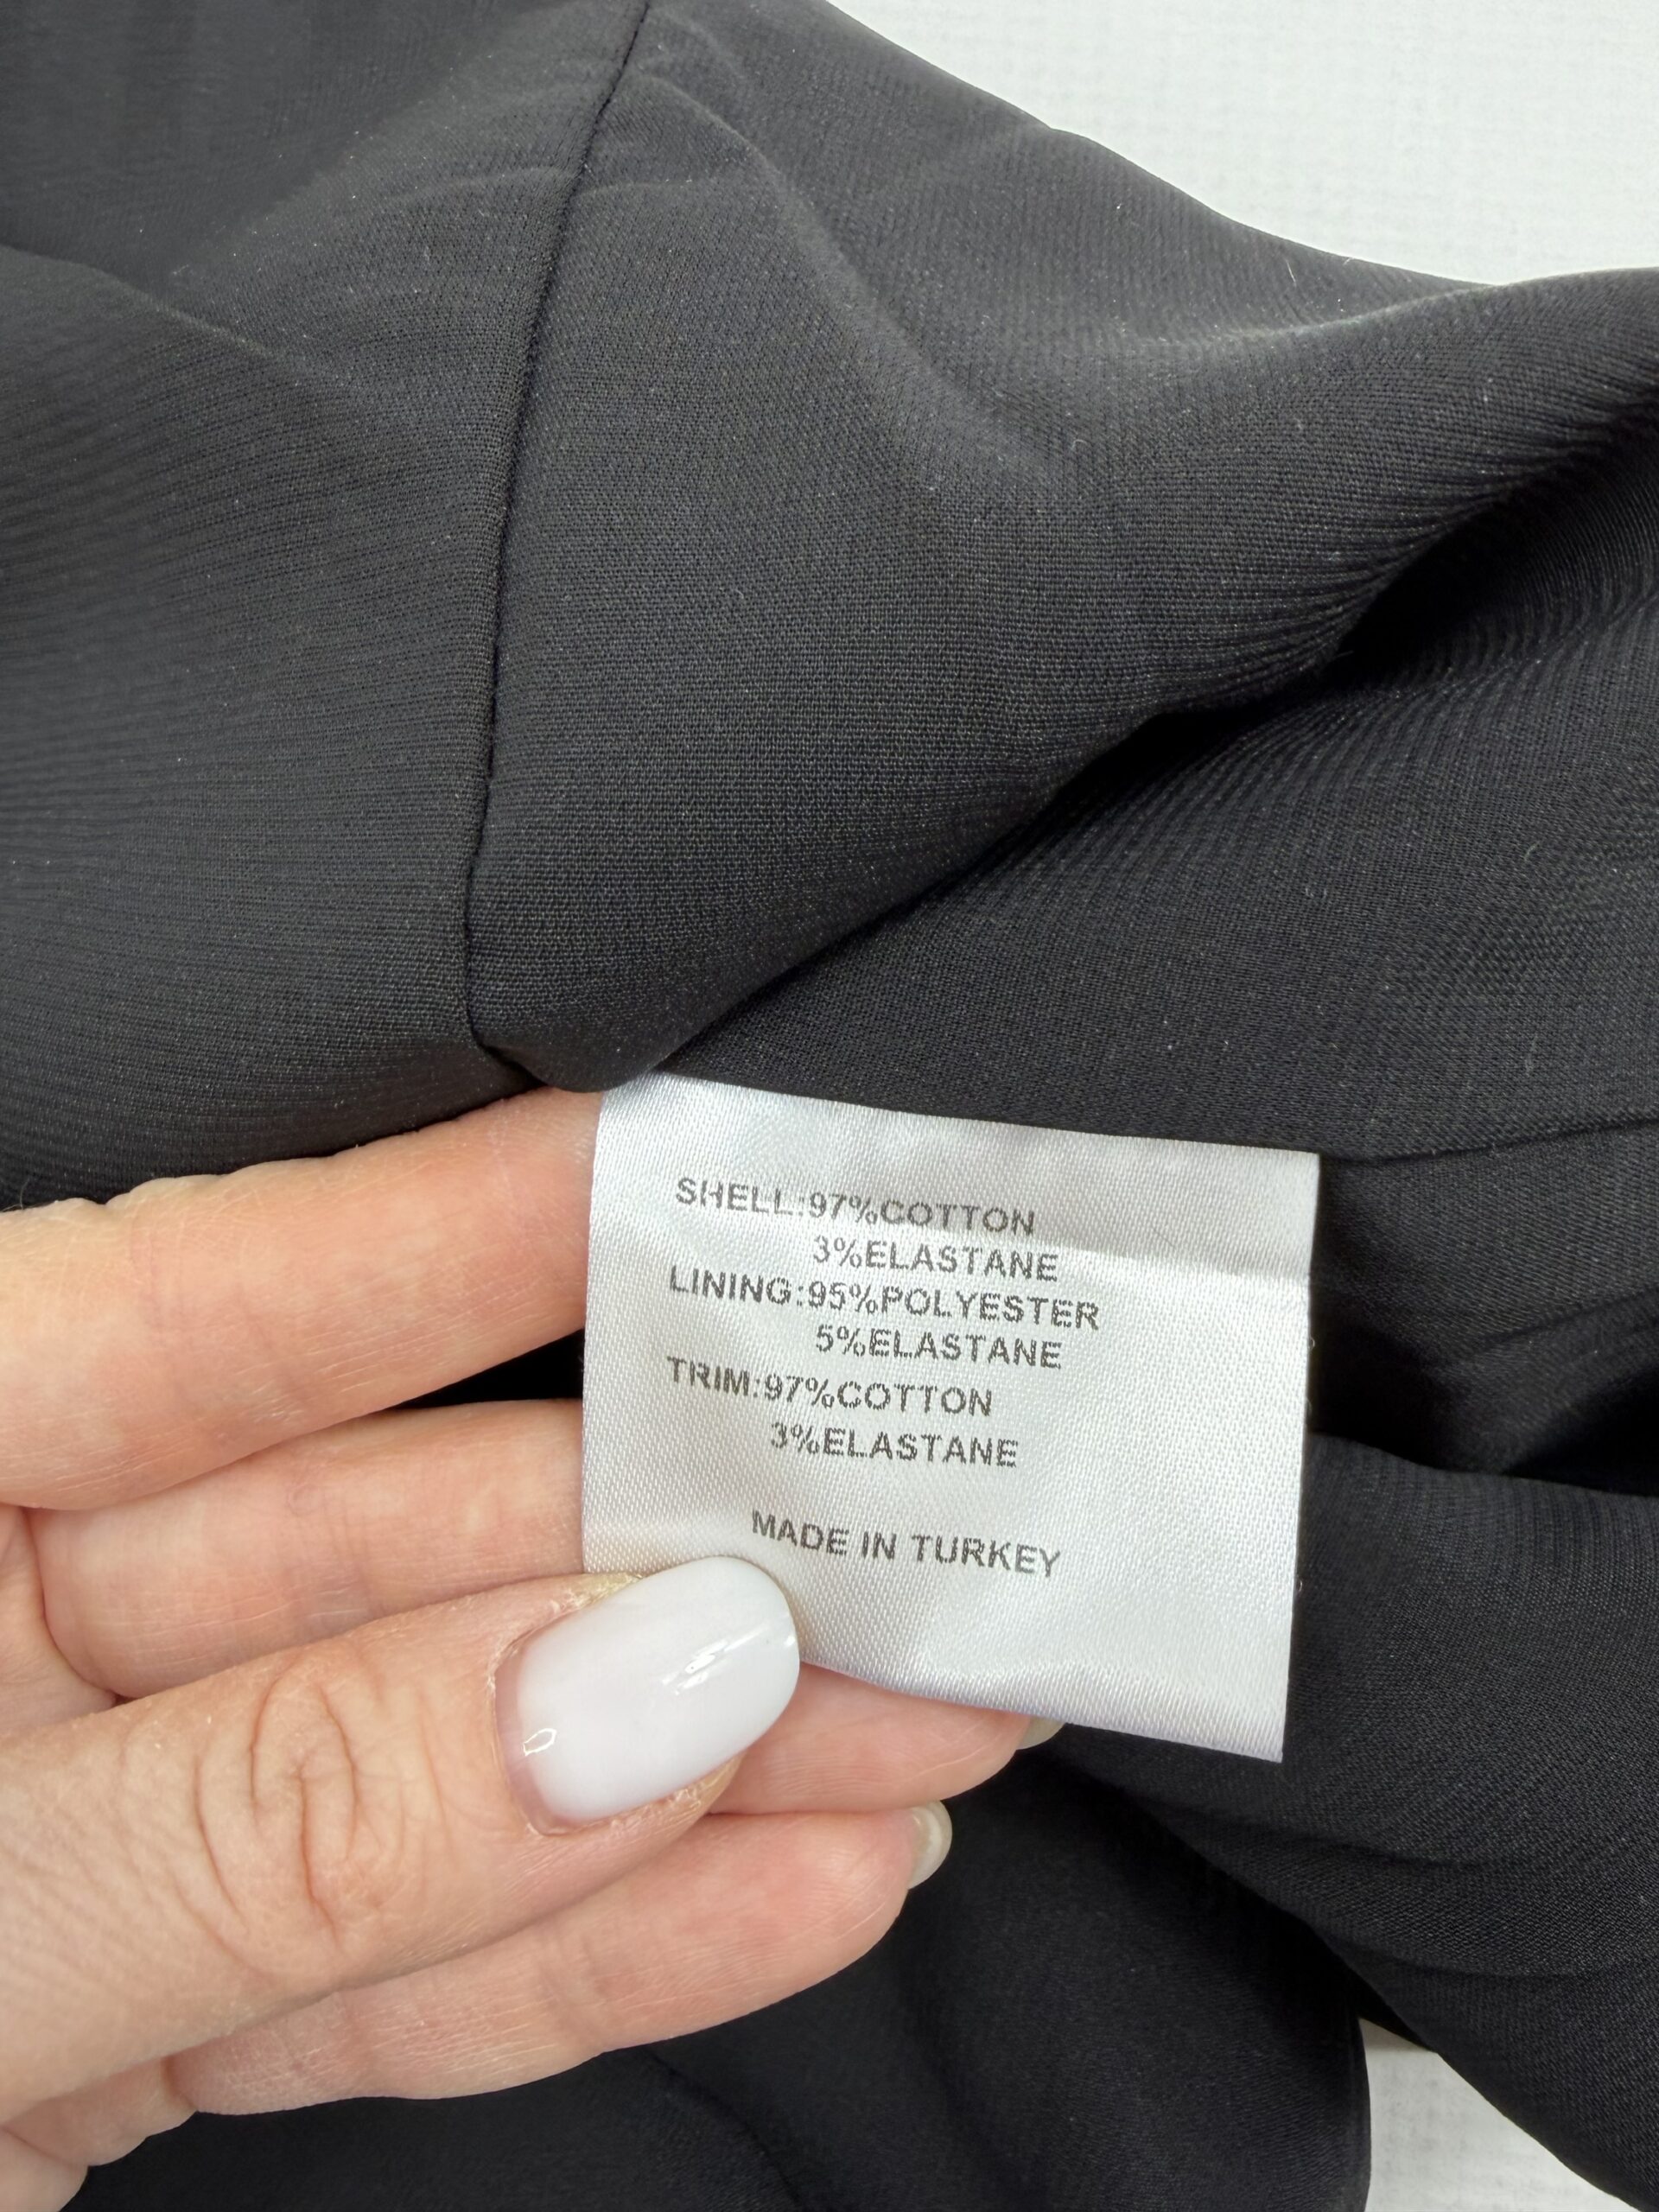 SHELL:97%COTTON
3%ELASTANE
LINING:95%POLYESTER
5%ELASTANE
TRIM:97%COTTON
3%ELASTANE
MADE IN TURKEY